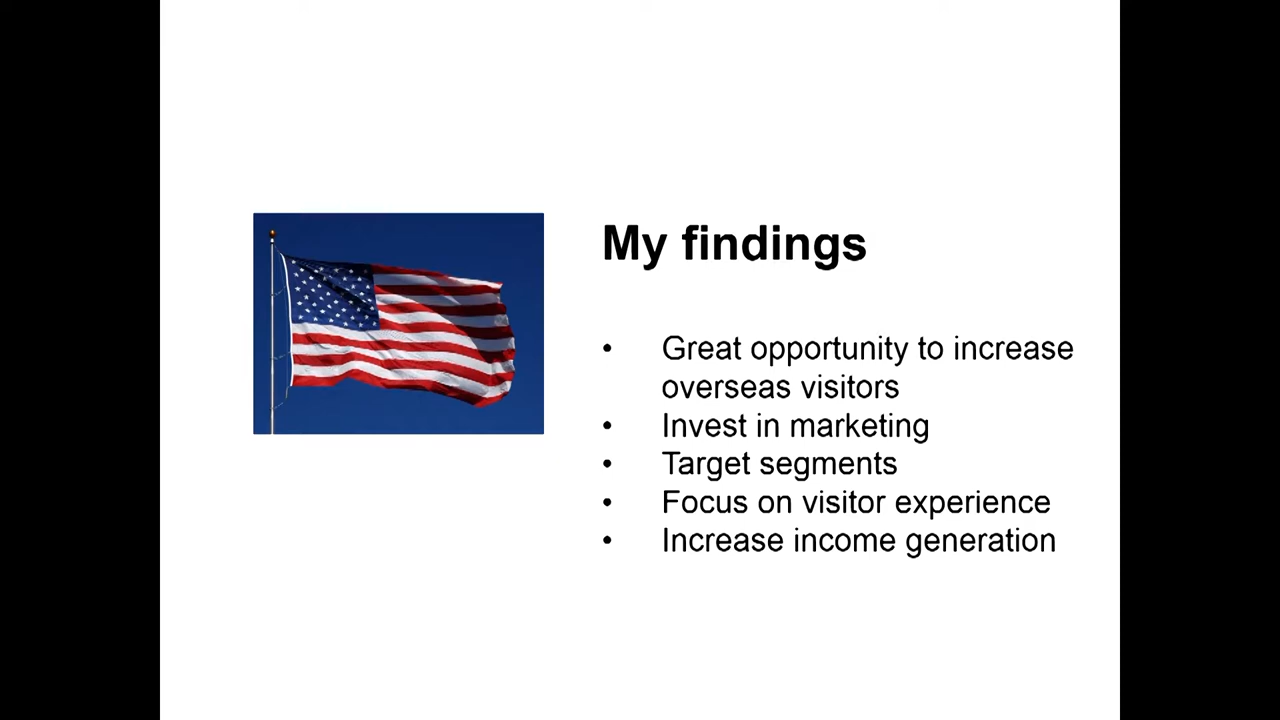 My findings
• Great opportunity to increase
overseas visitors
• Invest in marketing
• Target segments
• Focus on visitor experience
• Increase income generation